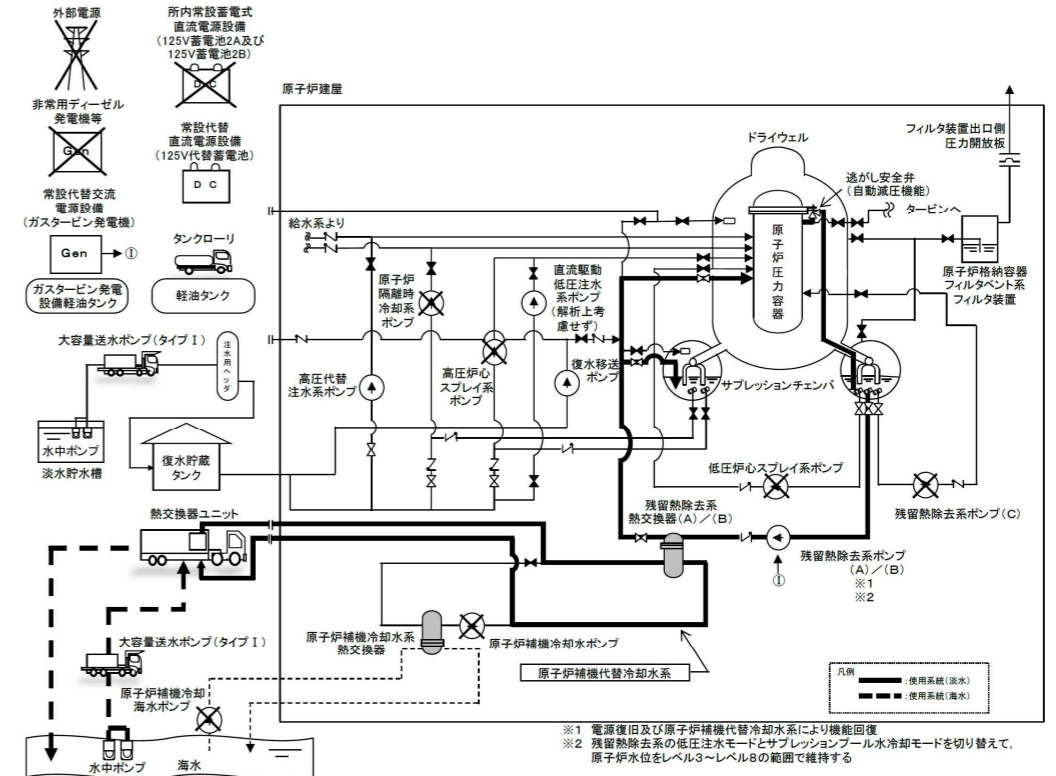 外部電源
所内常設蓄電式
直流電源設備
(125V蓄電池2A及び
125V蓄電池2B)
D C
非常用ディーゼル
発電機等
Gen
常設代替
直流電源設備
(125V代替蓄電池)
D C
常設代替交流
電源設備
(ガスタービン発電機)
Gen
Ⓘ
タンクローリ
ガスタービン発電
設備軽油タンク
軽油タンク
大容量送水ポンプ(タイプⅠ)
注水用ヘッダ
水中ポンプ
淡水貯水槽
復水貯蔵
タンク
原子炉建屋
ドライウェル
フィルタ装置出口側
圧力開放板
逃がし安全弁
(自動減圧機能)
タービンへ
給水系より
原子炉圧力容器
原子炉
隔離時
冷却系
ポンプ
直流駆動
低圧注水
系ポンプ
(解析上考
慮せず)
原子炉格納容器
フィルタベント系
フィルタ装置
高圧代替
注水系ポンプ
高圧炉心
スプレイ系
ポンプ
復水移送
ポンプ
サプレッションチェンバ
低圧炉心スプレイ系ポンプ
残留熱除去系
熱交換器(A)/(B)
残留熱除去系ポンプ(C)
残留熱除去系ポンプ
(A)/(B)
※1
※2
Ⓘ
熱交換器ユニット
原子炉補機冷却水系
熱交換器
原子炉補機冷却水ポンプ
原子炉補機代替冷却水系
大容量送水ポンプ(タイプⅠ)
原子炉補機冷却
海水ポンプ
水中ポンプ
海水
凡例
:使用系統(淡水)
:使用系統(海水)
※1 電源復旧及び原子炉補機代替冷却水系により機能回復
※2 残留熱除去系の低圧注水モードとサプレッションプール水冷却モードを切り替えて,
原子炉水位をレベル3～レベル8の範囲で維持する